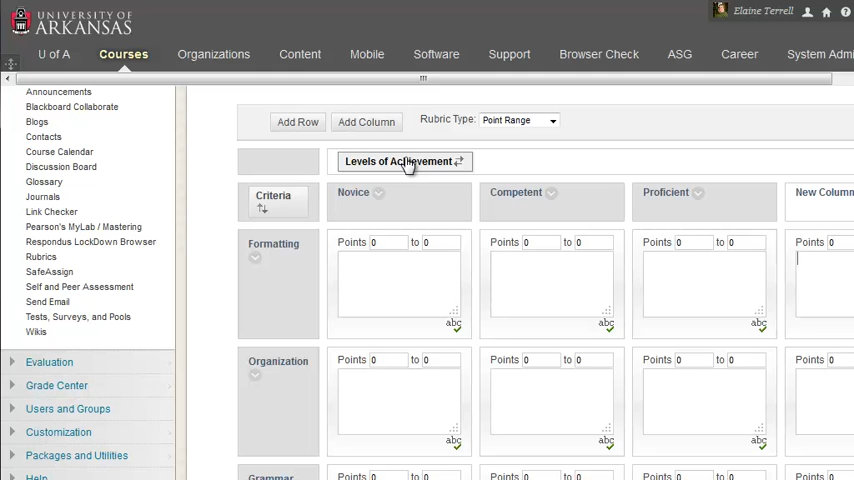 UNIVERSITY OF
ARKANSAS
Elaine Terrell
U of A Courses Organizations Content Mobile Software Support Browser Check ASG Career System Admi
Announcements
Blackboard Collaborate
Blogs
Contacts
Course Calendar
Discussion Board
Glossary
Journals
Link Checker
Pearson's MyLab / Mastering
Respondus LockDown Browser
Rubrics
SafeAssign
Self and Peer Assessment
Send Email
Tests, Surveys, and Pools
Wikis
Evaluation
Grade Center
Users and Groups
Customization
Packages and Utilities
Help
Add Row Add Column Rubric Type: Point Range
Levels of Achievement
Criteria Novice Competent Proficient New Column
Formatting Points 0 to 0 Points 0 to 0 Points 0 to 0 Points 0
abc abc abc
Organization Points 0 to 0 Points 0 to 0 Points 0 to 0 Points 0
abc abc abc
Grammar Points 0 to 0 Points 0 to 0 Points 0 to 0 Points 0